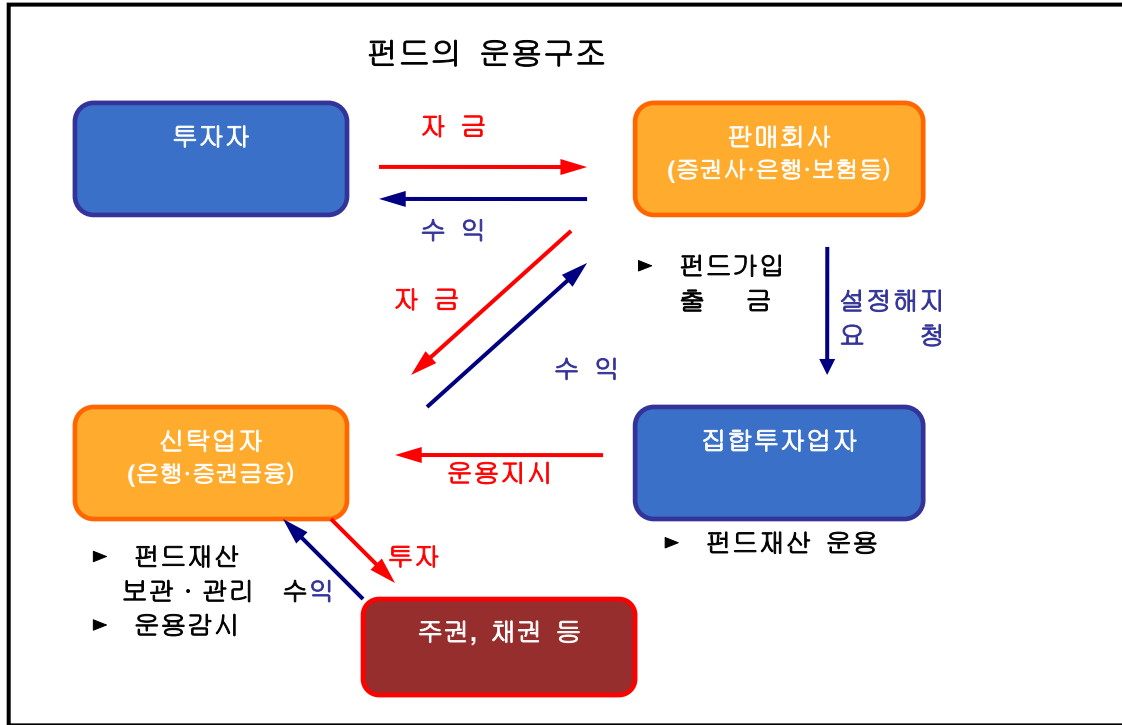 펀드의 운용구조
투자자
자 금
판매회사
(증권사·은행·보험등)
수 익
► 펀드가입
출 금
설정해지
요 청
자 금
수 익
신탁업자
(은행·증권금융)
운용지시
집합투자업자
► 펀드재산
보관 · 관리
► 운용감시
수익
투자
► 펀드재산 운용
주권, 채권 등